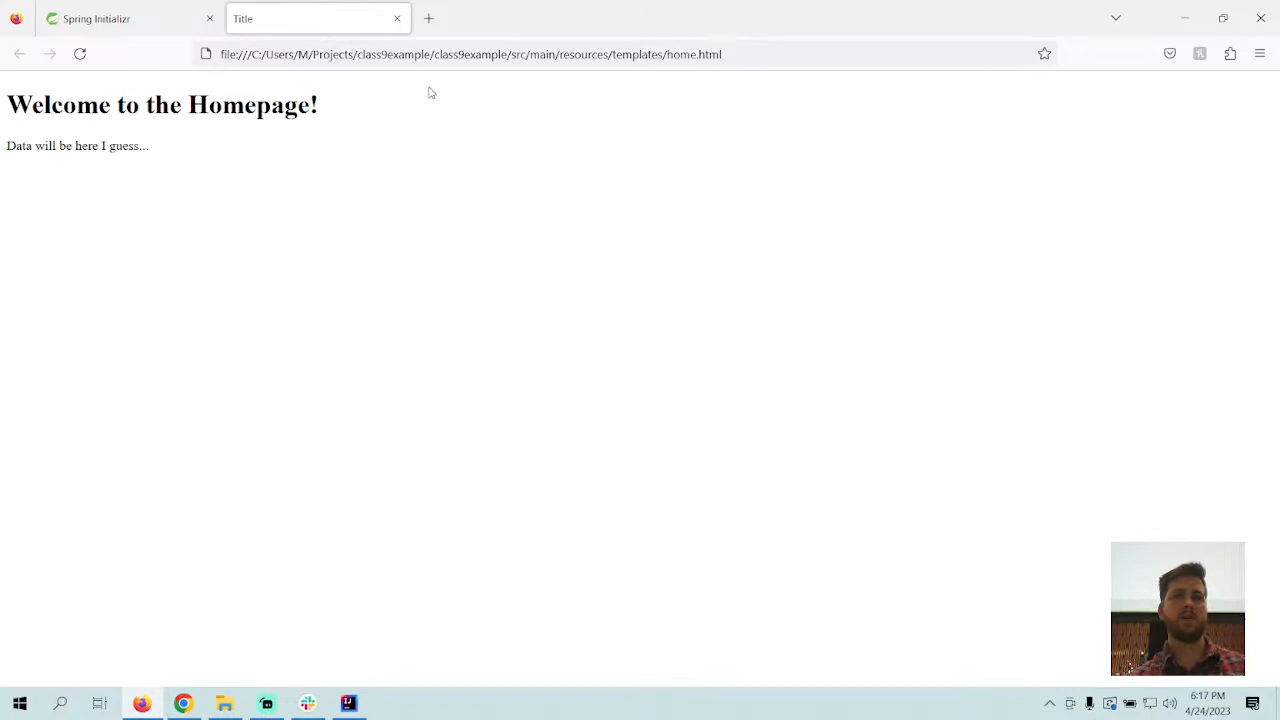 Spring Initializr
Title
file:///C:/Users/M/Projects/class9example/class9example/src/main/resources/templates/home.html
Welcome to the Homepage!
Data will be here I guess...
6:17 PM
4/24/2023